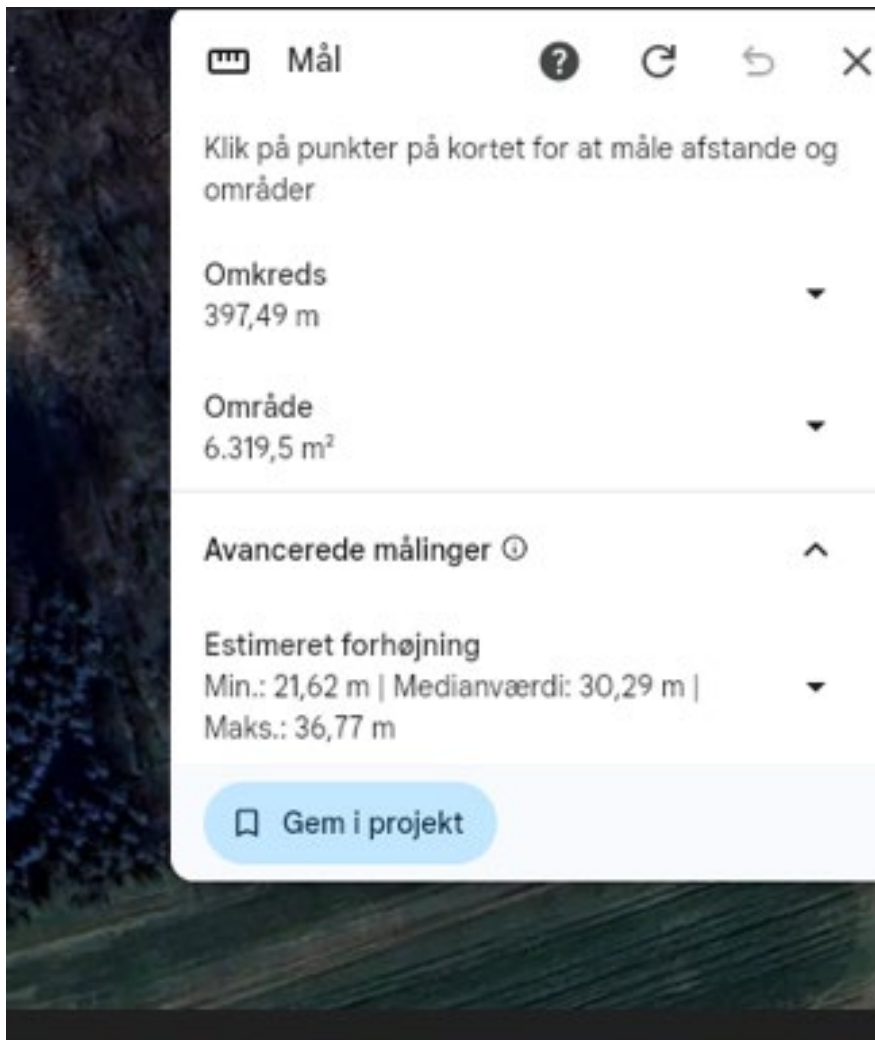 Mål
Klik på punkter på kortet for at måle afstande og
områder
Omkreds
397,49 m
Område
6.319,5 m²
Avancerede målinger
Estimeret forhøjning
Min.: 21,62 m | Medianværdi: 30,29 m |
Maks.: 36,77 m
Gem i projekt